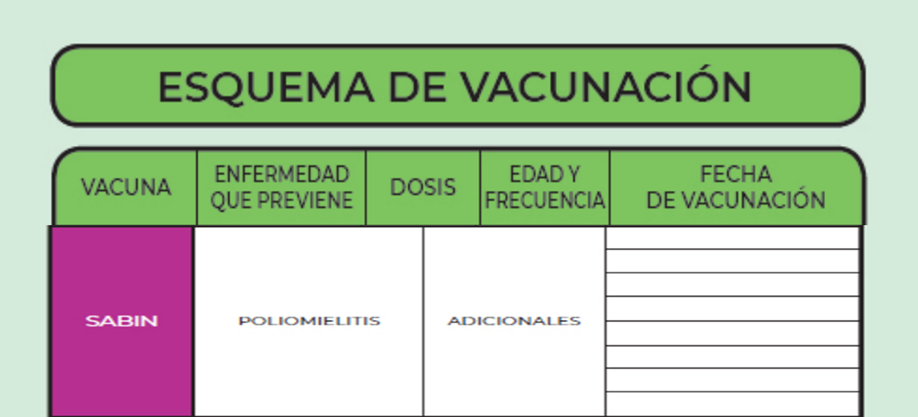 ESQUEMA DE VACUNACIÓN
VACUNA
ENFERMEDAD
QUE PREVIENE
DOSIS
EDAD Y
FRECUENCIA
FECHA
DE VACUNACIÓN
SABIN
POLIOMIELITIS
ADICIONALES